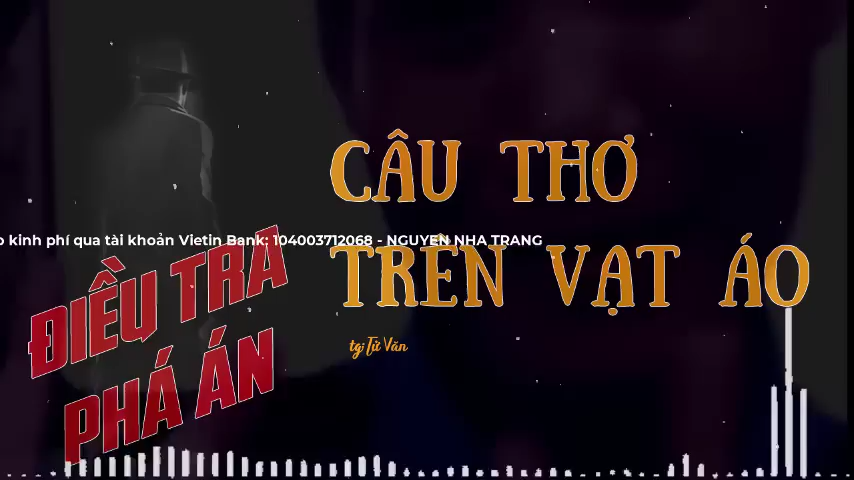 CÂU THƠ
TRÊN VẠT ÁO
tg: Từ Văn
kinh phí qua tài khoản Vietin Bank: 104003712068 - NGUYEN NHA TRANG
ĐIỀU TRA
PHÁ ÁN